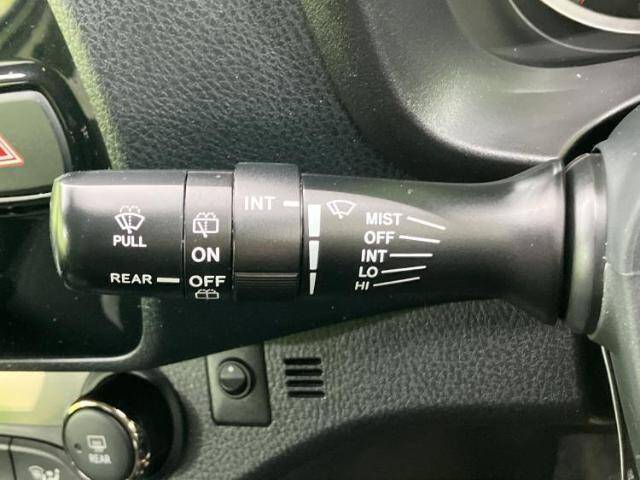 INT
MIST
OFF
INT
LO
HI
PULL
ON
REAR
OFF
REAR